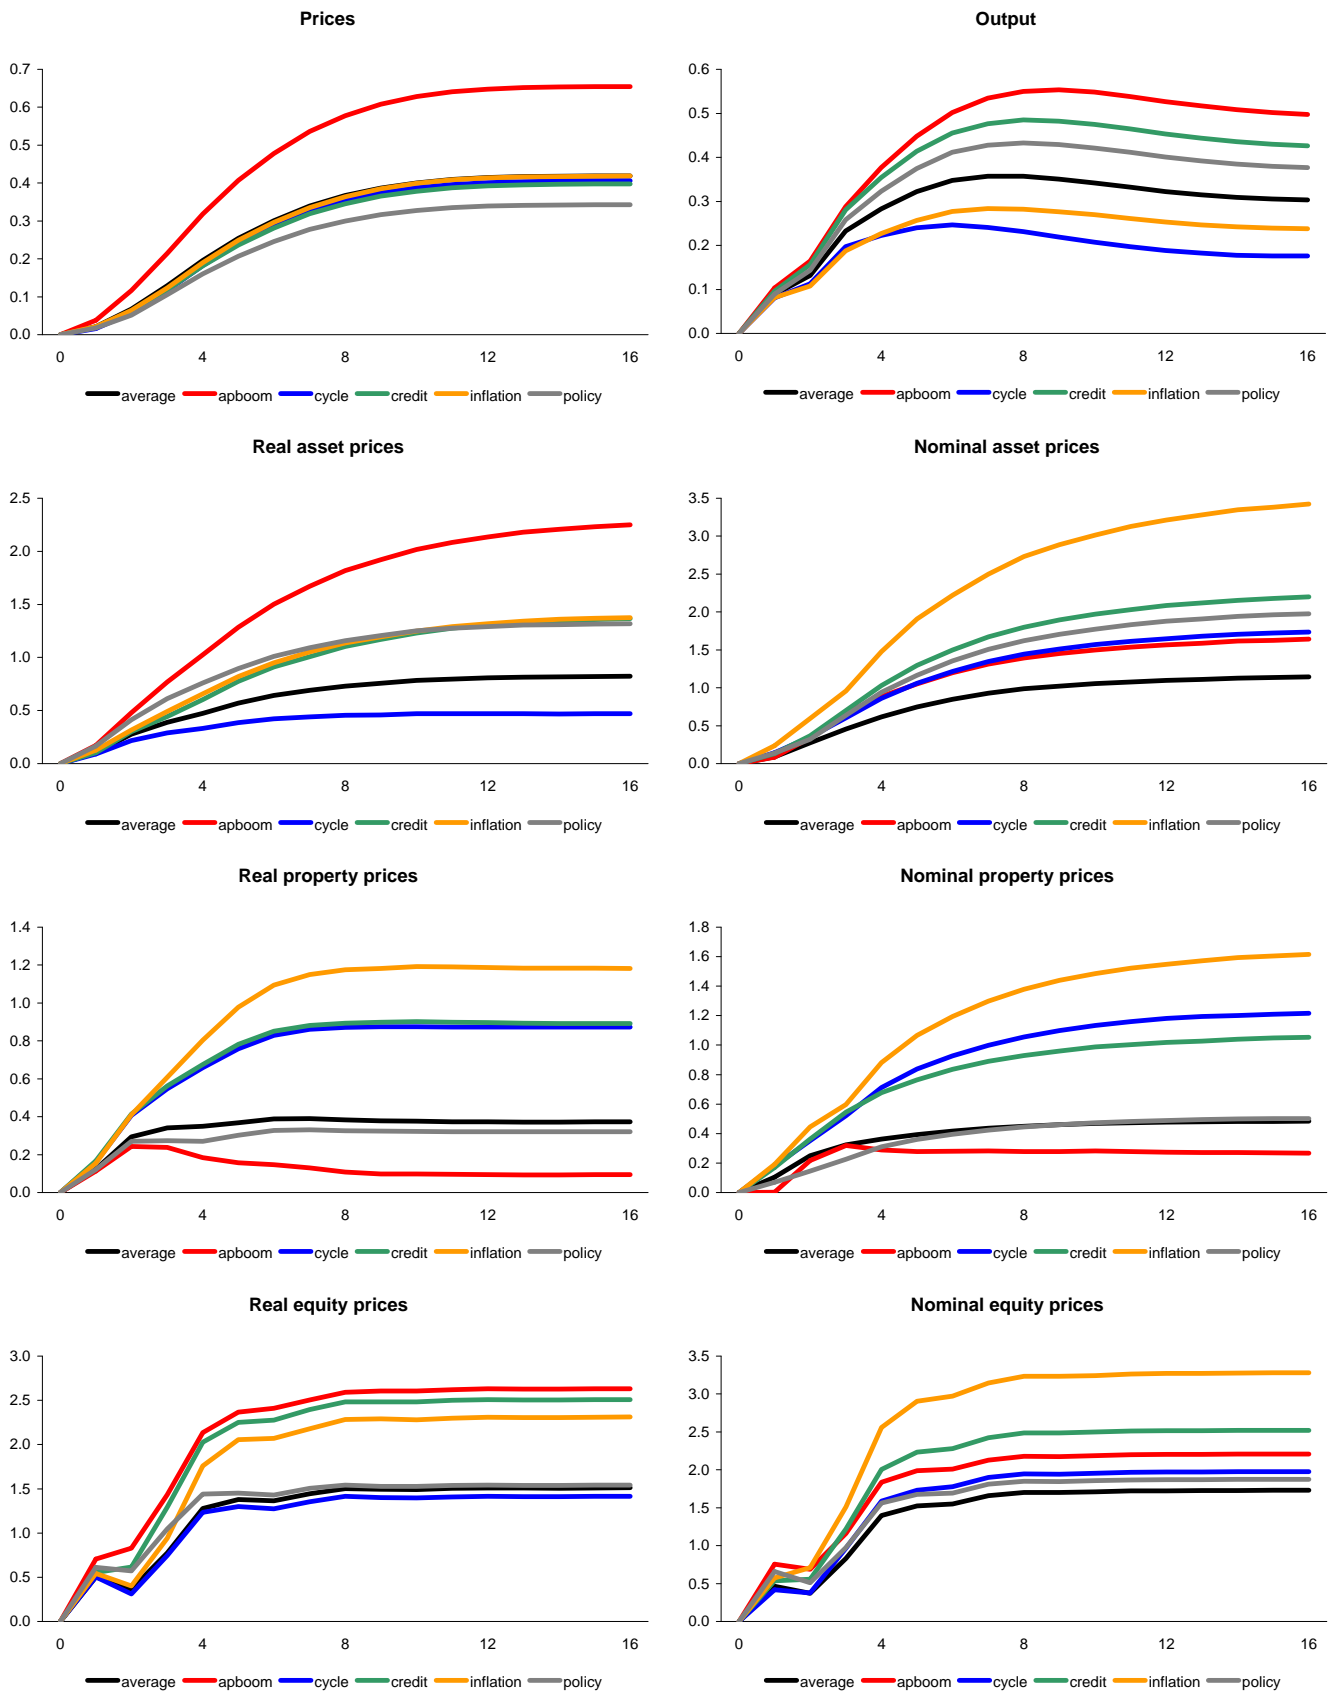 Prices
0.7
0.6
0.5
0.4
0.3
0.2
0.1
0.0
0 4 8 12 16
average apboom cycle credit inflation policy
Output
0.6
0.5
0.4
0.3
0.2
0.1
0.0
0 4 8 12 16
average apboom cycle credit inflation policy
Real asset prices
2.5
2.0
1.5
1.0
0.5
0.0
0 4 8 12 16
average apboom cycle credit inflation policy
Nominal asset prices
3.5
3.0
2.5
2.0
1.5
1.0
0.5
0.0
0 4 8 12 16
average apboom cycle credit inflation policy
Real property prices
1.4
1.2
1.0
0.8
0.6
0.4
0.2
0.0
0 4 8 12 16
average apboom cycle credit inflation policy
Nominal property prices
1.8
1.6
1.4
1.2
1.0
0.8
0.6
0.4
0.2
0.0
0 4 8 12 16
average apboom cycle credit inflation policy
Real equity prices
3.0
2.5
2.0
1.5
1.0
0.5
0.0
0 4 8 12 16
average apboom cycle credit inflation policy
Nominal equity prices
3.5
3.0
2.5
2.0
1.5
1.0
0.5
0.0
0 4 8 12 16
average apboom cycle credit inflation policy